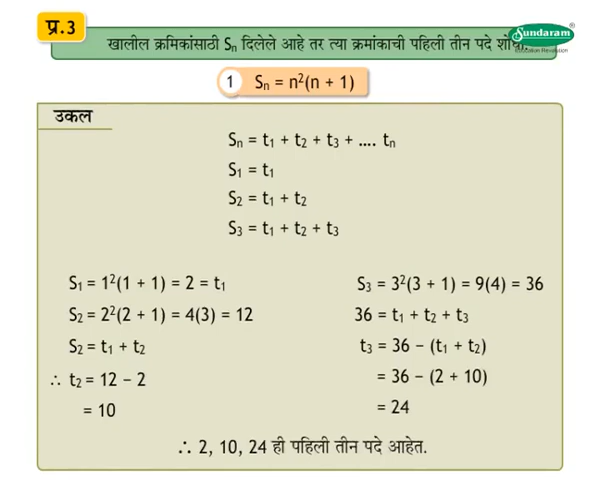 प्र.3
खालील क्रमिकांसाठी Sₙ दिलेले आहे तर त्या क्रमांकाची पहिली तीन पदे
Sundaram®
Education Revolution
1 Sₙ = n²(n + 1)
उकल
Sₙ = t₁ + t₂ + t₃ + .... tₙ
S₁ = t₁
S₂ = t₁ + t₂
S₃ = t₁ + t₂ + t₃
S₁ = 1²(1 + 1) = 2 = t₁
S₂ = 2²(2 + 1) = 4(3) = 12
S₂ = t₁ + t₂
∴ t₂ = 12 – 2
= 10
S₃ = 3²(3 + 1) = 9(4) = 36
36 = t₁ + t₂ + t₃
t₃ = 36 – (t₁ + t₂)
= 36 – (2 + 10)
= 24
∴ 2, 10, 24 ही पहिली तीन पदे आहेत.